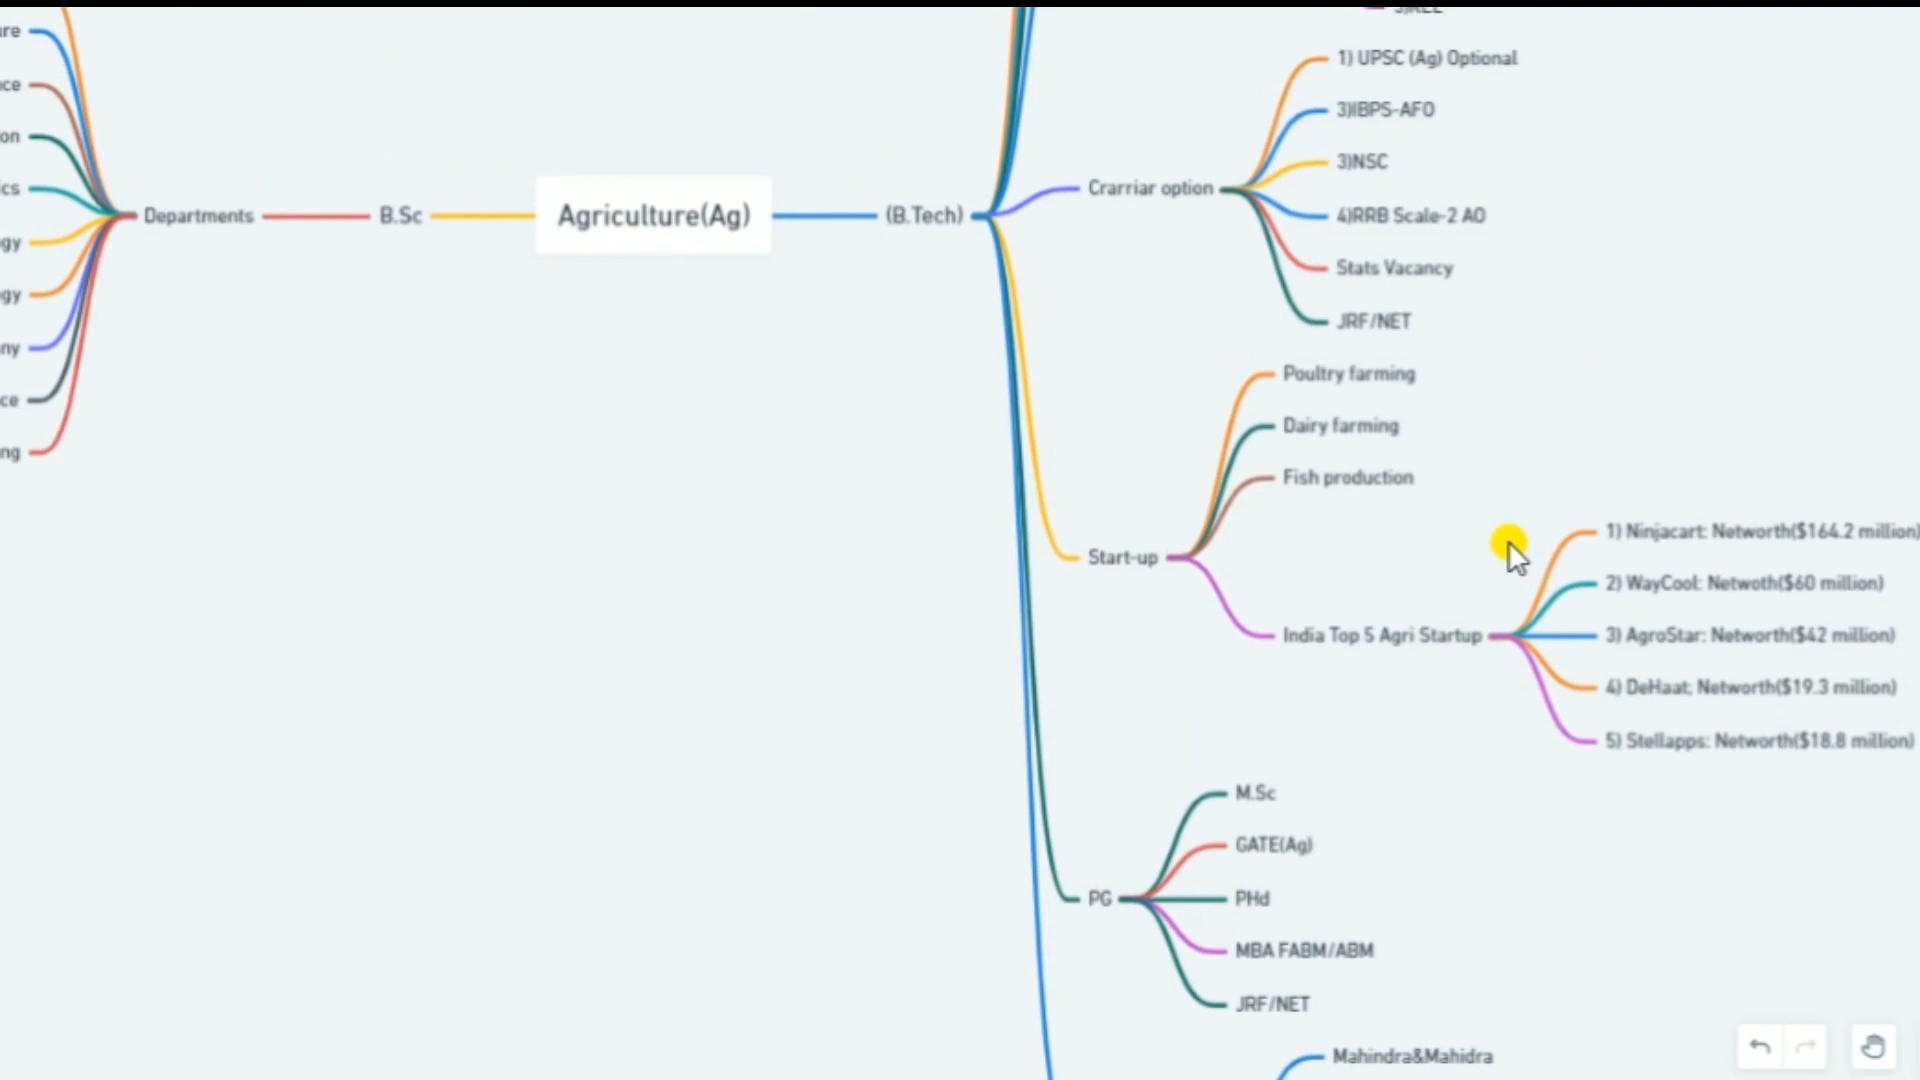 Agriculture(Ag)
B.Sc
Departments
(B.Tech)
Crarriar option
1) UPSC (Ag) Optional
3)IBPS-AFO
3)NSC
4)RRB Scale-2 AO
Stats Vacancy
JRF/NET
Start-up
Poultry farming
Dairy farming
Fish production
India Top 5 Agri Startup
1) Ninjacart: Networth($164.2 million)
2) WayCool: Netwoth($60 million)
3) AgroStar: Networth($42 million)
4) DeHaat; Networth($19.3 million)
5) Stellapps: Networth($18.8 million)
PG
M.Sc
GATE(Ag)
PHd
MBA FABM/ABM
JRF/NET
Mahindra&Mahidra